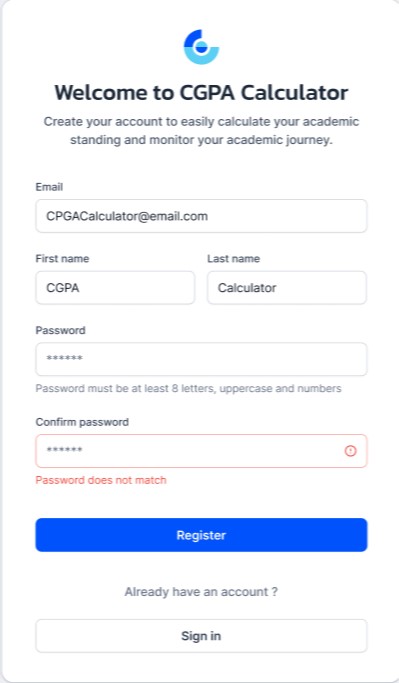 Welcome to CGPA Calculator
Create your account to easily calculate your academic
standing and monitor your academic journey.
Email
CPGACalculator@email.com
First name
Last name
CGPA
Calculator
Password
******
Password must be at least 8 letters, uppercase and numbers
Confirm password
******
Password does not match
Register
Already have an account ?
Sign in